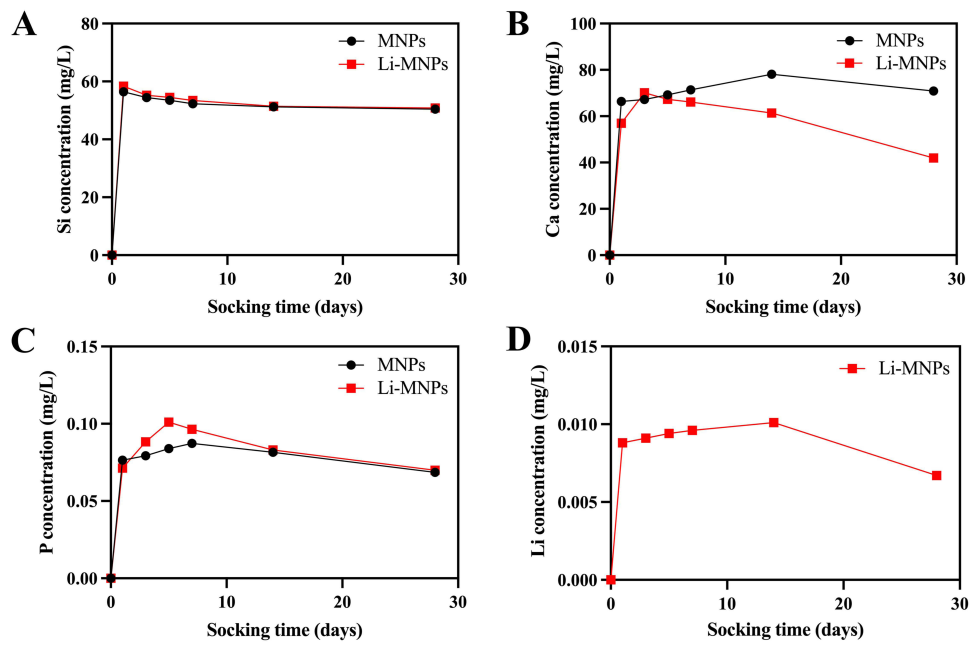 A
Si concentration (mg/L)
80
60
40
20
0
0 10 20 30
Socking time (days)
MNPs
Li-MNPs
B
Ca concentration (mg/L)
100
80
60
40
20
0
0 10 20 30
Socking time (days)
MNPs
Li-MNPs
C
P concentration (mg/L)
0.15
0.10
0.05
0.00
0 10 20 30
Socking time (days)
MNPs
Li-MNPs
D
Li concentration (mg/L)
0.015
0.010
0.005
0.000
0 10 20 30
Socking time (days)
Li-MNPs